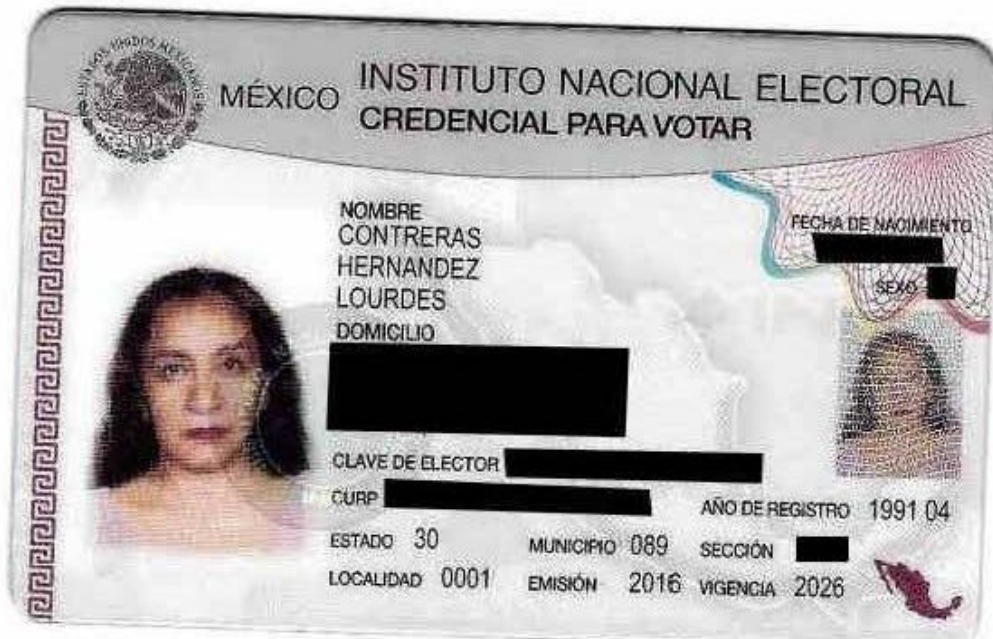 MÉXICO INSTITUTO NACIONAL ELECTORAL
CREDENCIAL PARA VOTAR
NOMBRE
CONTRERAS
HERNANDEZ
LOURDES
DOMICILIO
FECHA DE NACIMIENTO
SEXO
CLAVE DE ELECTOR
CURP
AÑO DE REGISTRO 1991 04
ESTADO 30 MUNICIPIO 089 SECCIÓN
LOCALIDAD 0001 EMISIÓN 2016 VIGENCIA 2026